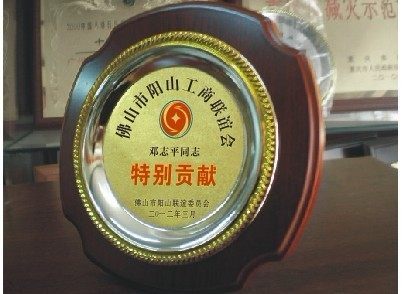 佛山市阳山工商联谊会
邓志平同志
特别贡献
佛山市阳山联谊委员会
二〇一二年三月